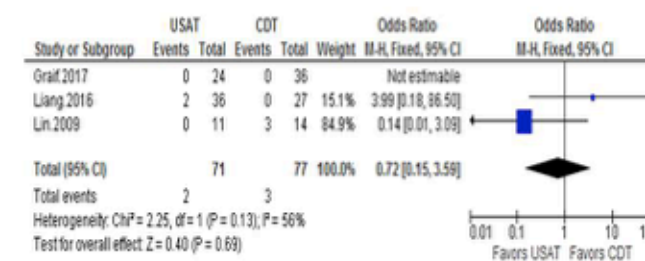 USAT CDT Odds Ratio Odds Ratio
Study or Subgroup Events Total Events Total Weight M-H, Fixed, 95% CI M-H, Fixed, 95% CI
Graif.2017 0 24 0 36 Not estimable
Liang.2016 2 36 0 27 15.1% 3.99 [0.18, 86.50]
Lin.2009 0 11 3 14 84.9% 0.14 [0.01, 3.09]
Total (95% CI) 71 77 100.0% 0.72 [0.15, 3.59]
Total events 2 3
Heterogeneity: Chi² = 2.25, df = 1 (P = 0.13); I² = 56%
Test for overall effect: Z = 0.40 (P = 0.69)
0.01 0.1 1 10
Favors USAT Favors CDT